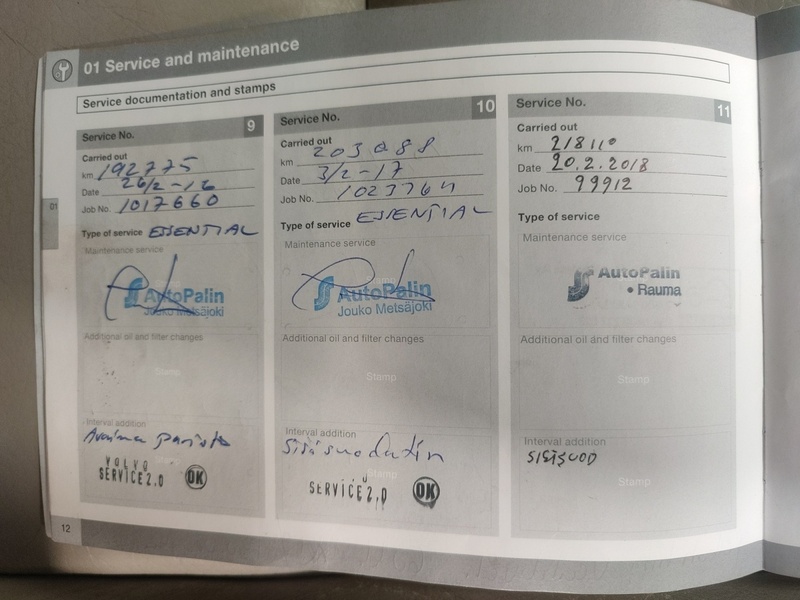 01 Service and maintenance
Service documentation and stamps
Service No. 9
Carried out
km 192775
Date 26/2-16
Job No. 1017660
Type of service ESSENTIAL
Maintenance service
AutoPalin
Jouko Metsäjoki
Additional oil and filter changes
Stamp
Interval addition
VOLVO
SERVICE 2.0 OK
Service No. 10
Carried out
km 203088
Date 3/2-17
Job No.
Type of service ESSENTIAL
Maintenance service
AutoPalin
Jouko Metsäjoki
Additional oil and filter changes
Stamp
Interval addition
Stamp
SERVICE 2.0 OK
Service No. 11
Carried out
km 218110
Date 20.2.2018
Job No. 99912
Type of service
Maintenance service
AutoPalin
• Rauma
Additional oil and filter changes
Stamp
Interval addition
Stamp
01
12